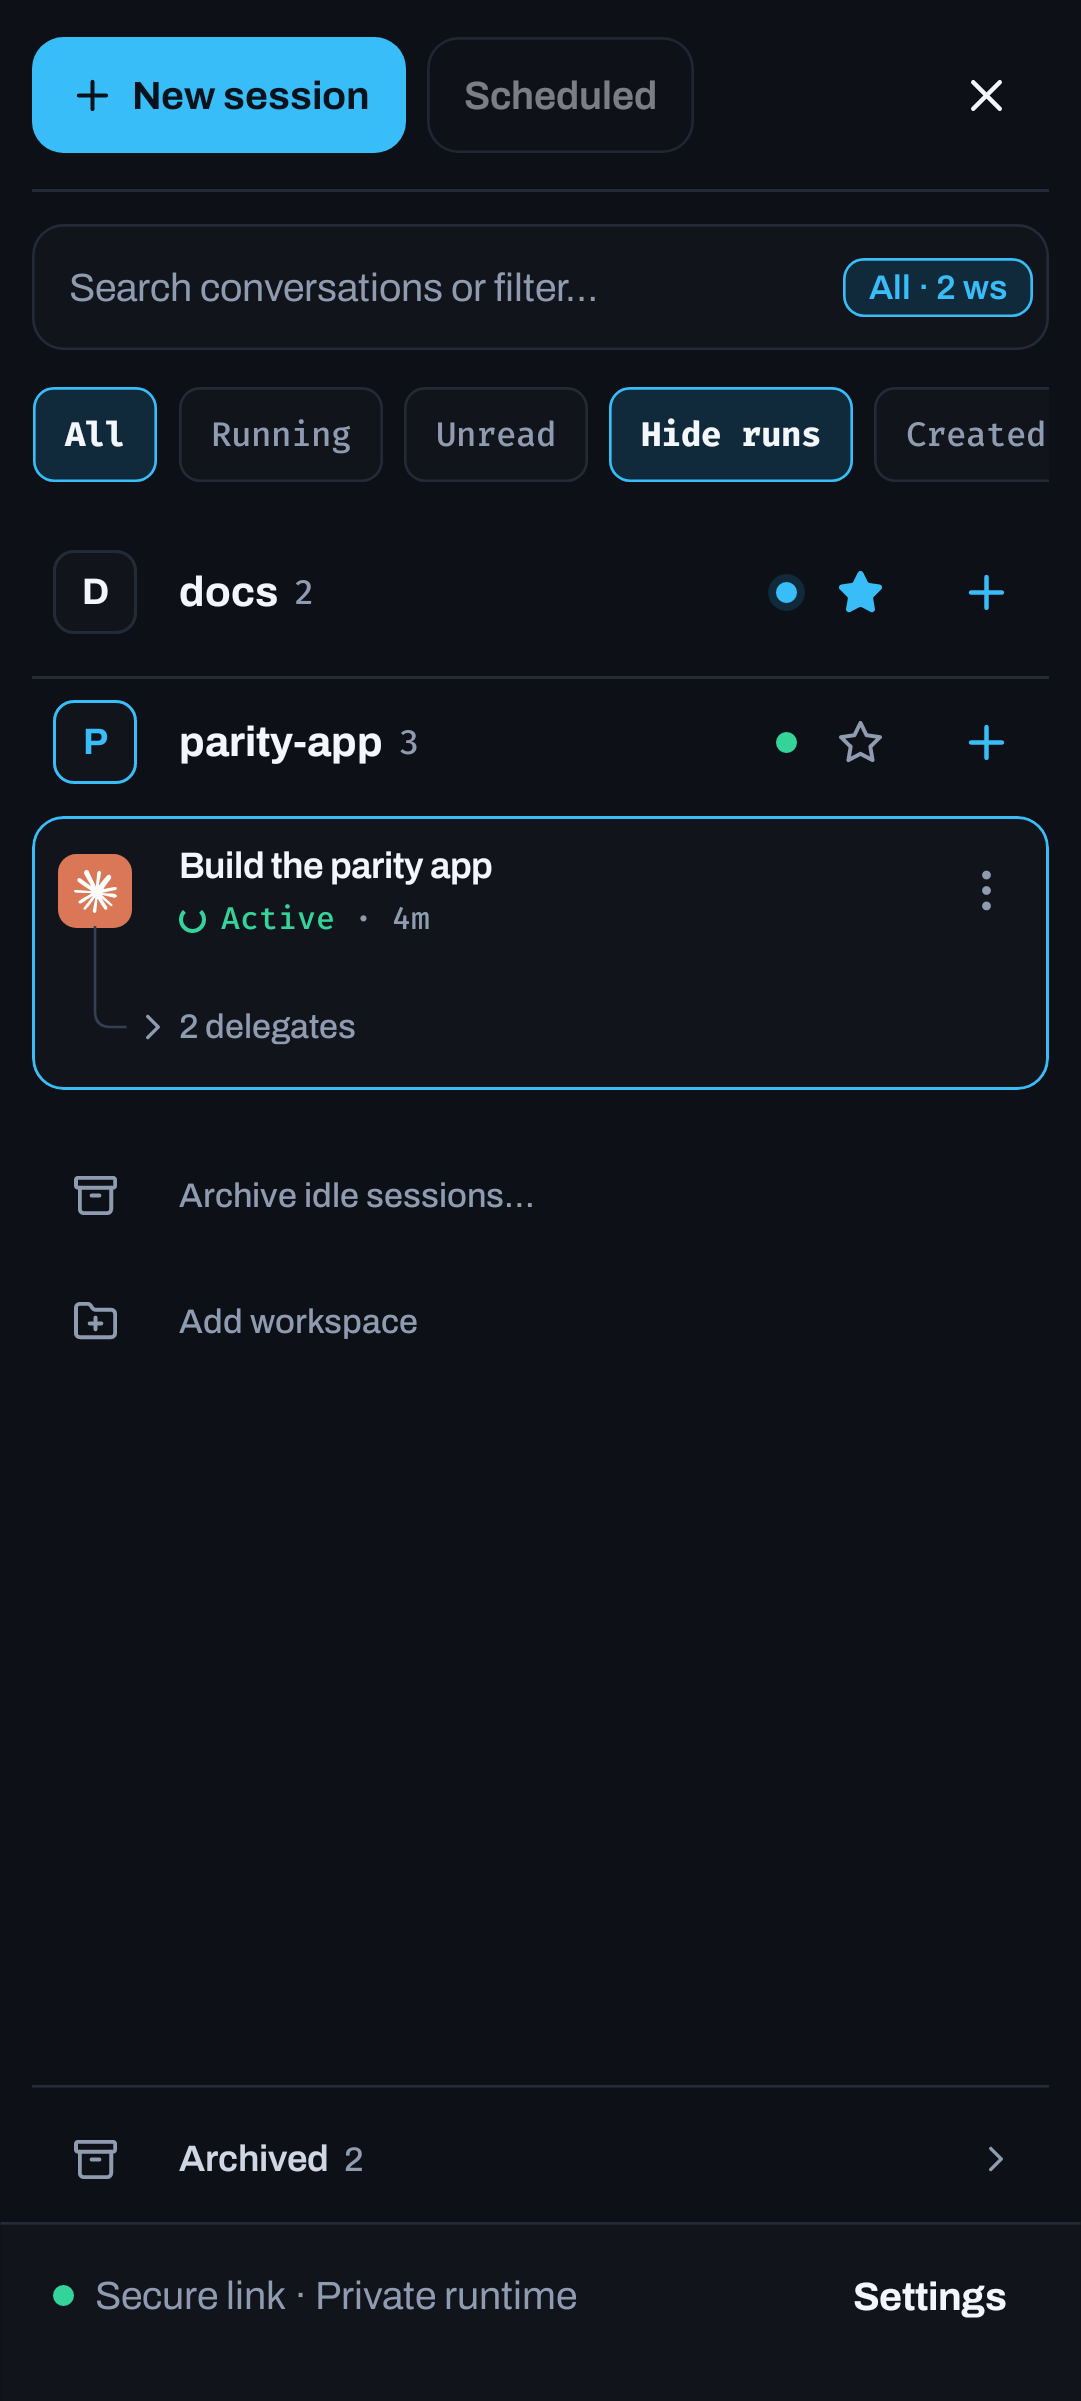 New session
Scheduled
Search conversations or filter...
All · 2 ws
All
Running
Unread
Hide runs
Created
D
docs 2
P
parity-app 3
Build the parity app
Active · 4m
2 delegates
Archive idle sessions...
Add workspace
Archived 2
Secure link · Private runtime
Settings